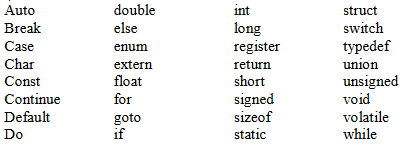 Auto double int struct
Break else long switch
Case enum register typedef
Char extern return union
Const float short unsigned
Continue for signed void
Default goto sizeof volatile
Do if static while